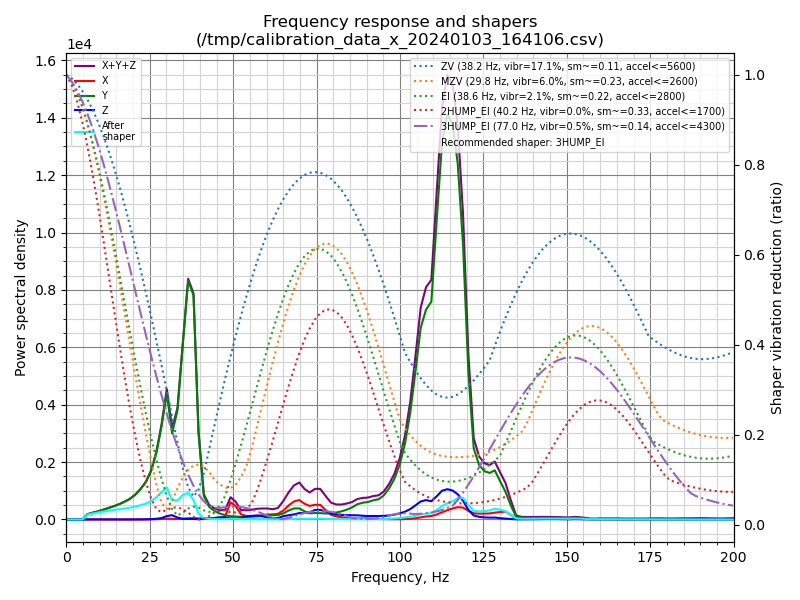 Frequency response and shapers
(/tmp/calibration_data_x_20240103_164106.csv)
1e4
X+Y+Z
X
Y
Z
After
shaper
ZV (38.2 Hz, vibr=17.1%, sm~=0.11, accel<=5600)
MZV (29.8 Hz, vibr=6.0%, sm~=0.23, accel<=2600)
EI (38.6 Hz, vibr=2.1%, sm~=0.22, accel<=2800)
2HUMP_EI (40.2 Hz, vibr=0.0%, sm~=0.33, accel<=1700)
3HUMP_EI (77.0 Hz, vibr=0.5%, sm~=0.14, accel<=4300)
Recommended shaper: 3HUMP_EI
Power spectral density
1.6
1.4
1.2
1.0
0.8
0.6
0.4
0.2
0.0
1.0
0.8
0.6
0.4
0.2
0.0
Shaper vibration reduction (ratio)
0 25 50 75 100 125 150 175 200
Frequency, Hz